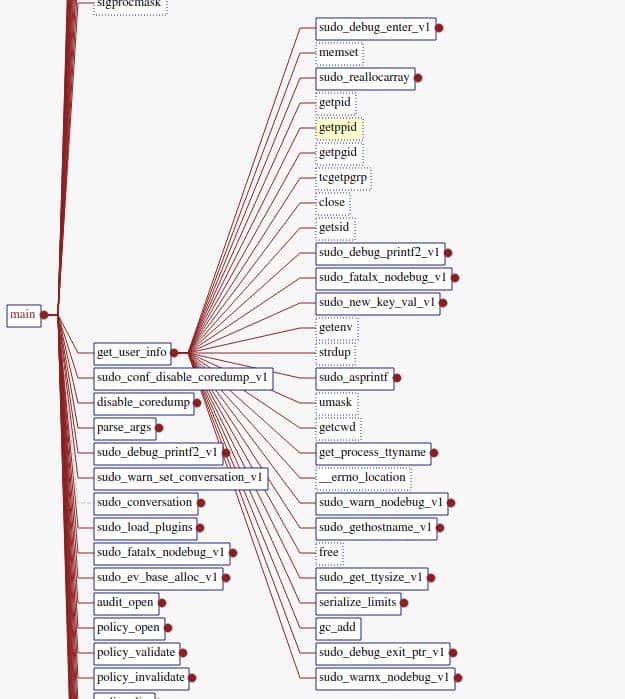 sigprocmask
main
get_user_info
sudo_conf_disable_coredump_v1
disable_coredump
parse_args
sudo_debug_printf2_v1
sudo_warn_set_conversation_v1
sudo_conversation
sudo_load_plugins
sudo_fatalx_nodebug_v1
sudo_ev_base_alloc_v1
audit_open
policy_open
policy_validate
policy_invalidate
sudo_debug_enter_v1
memset
sudo_reallocarray
getpid
getppid
getpgid
tcgetpgrp
close
getsid
sudo_debug_printf2_v1
sudo_fatalx_nodebug_v1
sudo_new_key_val_v1
getenv
strdup
sudo_asprintf
umask
getcwd
get_process_ttyname
__errno_location
sudo_warn_nodebug_v1
sudo_gethostname_v1
free
sudo_get_ttysize_v1
serialize_limits
gc_add
sudo_debug_exit_ptr_v1
sudo_warnx_nodebug_v1